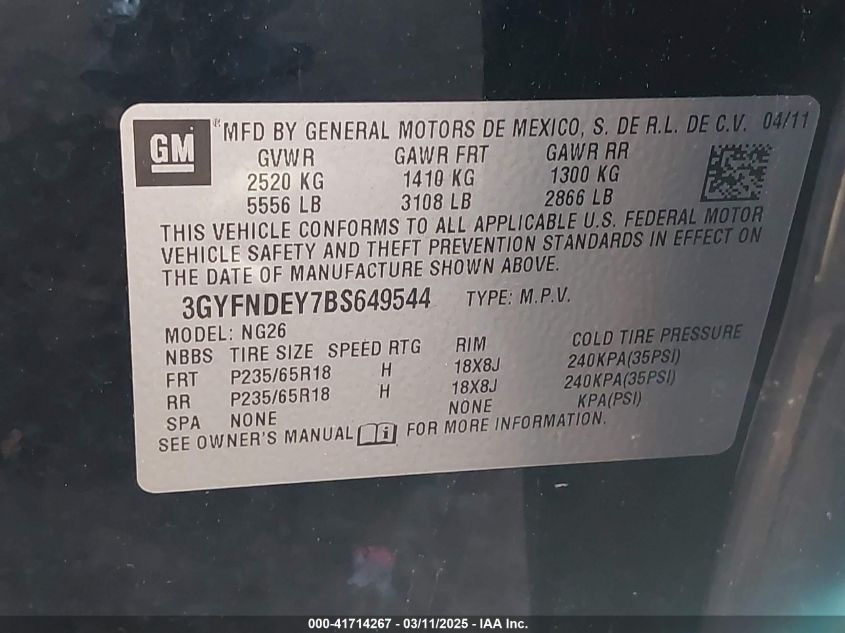 GM ® MFD BY GENERAL MOTORS DE MEXICO, S. DE R.L. DE C.V. 04/11
GVWR GAWR FRT GAWR RR
2520 KG 1410 KG 1300 KG
5556 LB 3108 LB 2866 LB
THIS VEHICLE CONFORMS TO ALL APPLICABLE U.S. FEDERAL MOTOR
VEHICLE SAFETY AND THEFT PREVENTION STANDARDS IN EFFECT ON
THE DATE OF MANUFACTURE SHOWN ABOVE.
3GYFNDEY7BS649544 TYPE: M.P.V.
MODEL: NG26
NBBS TIRE SIZE SPEED RTG RIM COLD TIRE PRESSURE
FRT P235/65R18 H 18X8J 240KPA(35PSI)
RR P235/65R18 H 18X8J 240KPA(35PSI)
SPA NONE NONE KPA(PSI)
SEE OWNER'S MANUAL i FOR MORE INFORMATION.
000-41714267 - 03/11/2025 - IAA Inc.